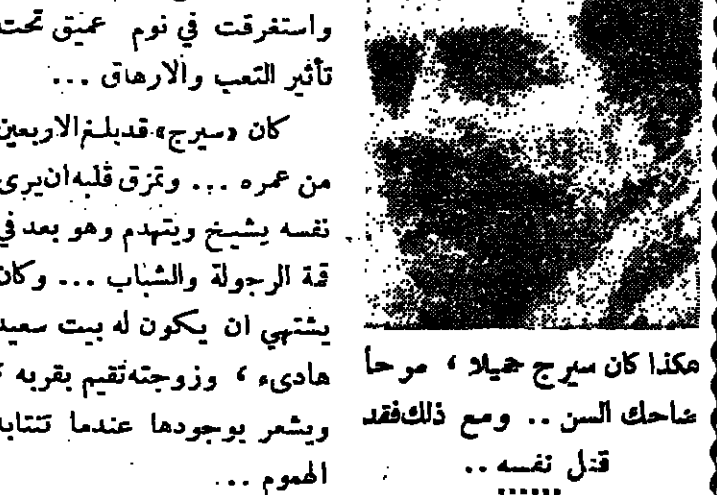 واستغرقت في نوم عميق تحت
تأثير التعب والارهاق ...
كان «سيرج» قد بلغ الاربعين
من عمره ... وتمزق قلبه ان يرى
نفسه يشيخ ويتهدم وهو بعد في
قمة الرجولة والشباب ... وكان
يشتهي ان يكون له بيت سعيد
هادىء ، وزوجته تقيم بقربه
ويشعر بوجودها عندما تنتابه
الهموم ...
هكذا كان سيرج جميلا ، مرحا
ضاحك السن .. ومع ذلك فقد
قتل نفسه ..